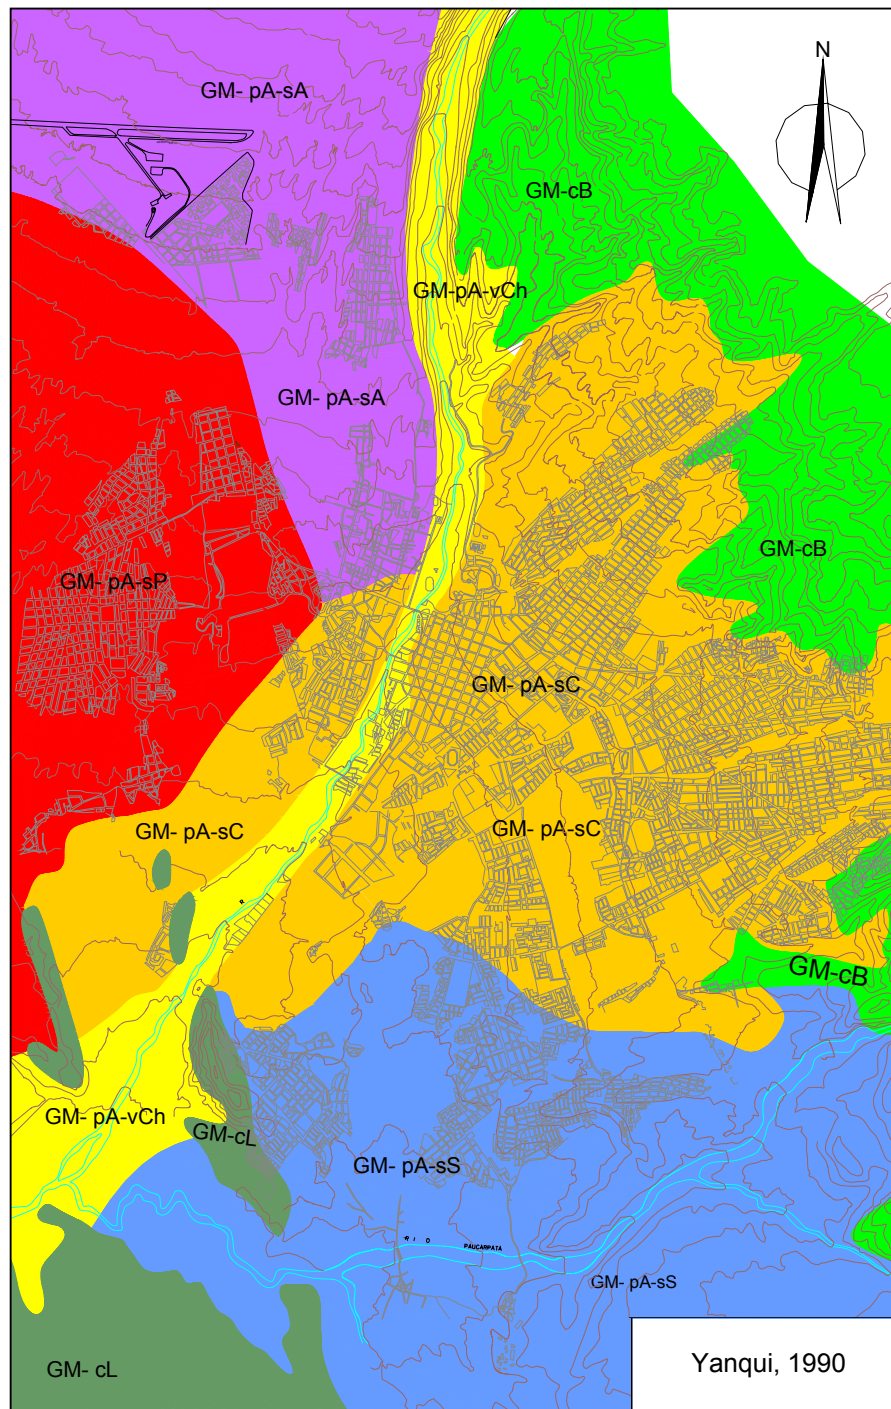 N
GM- pA-sA
GM-cB
GM-pA-vCh
GM- pA-sA
GM-cB
GM- pA-sP
GM- pA-sC
GM- pA-sC
GM- pA-sC
GM-cB
GM- pA-vCh
GM-cL
GM- pA-sS
RIO PAUCARPATA
GM- pA-sS
GM- cL
Yanqui, 1990